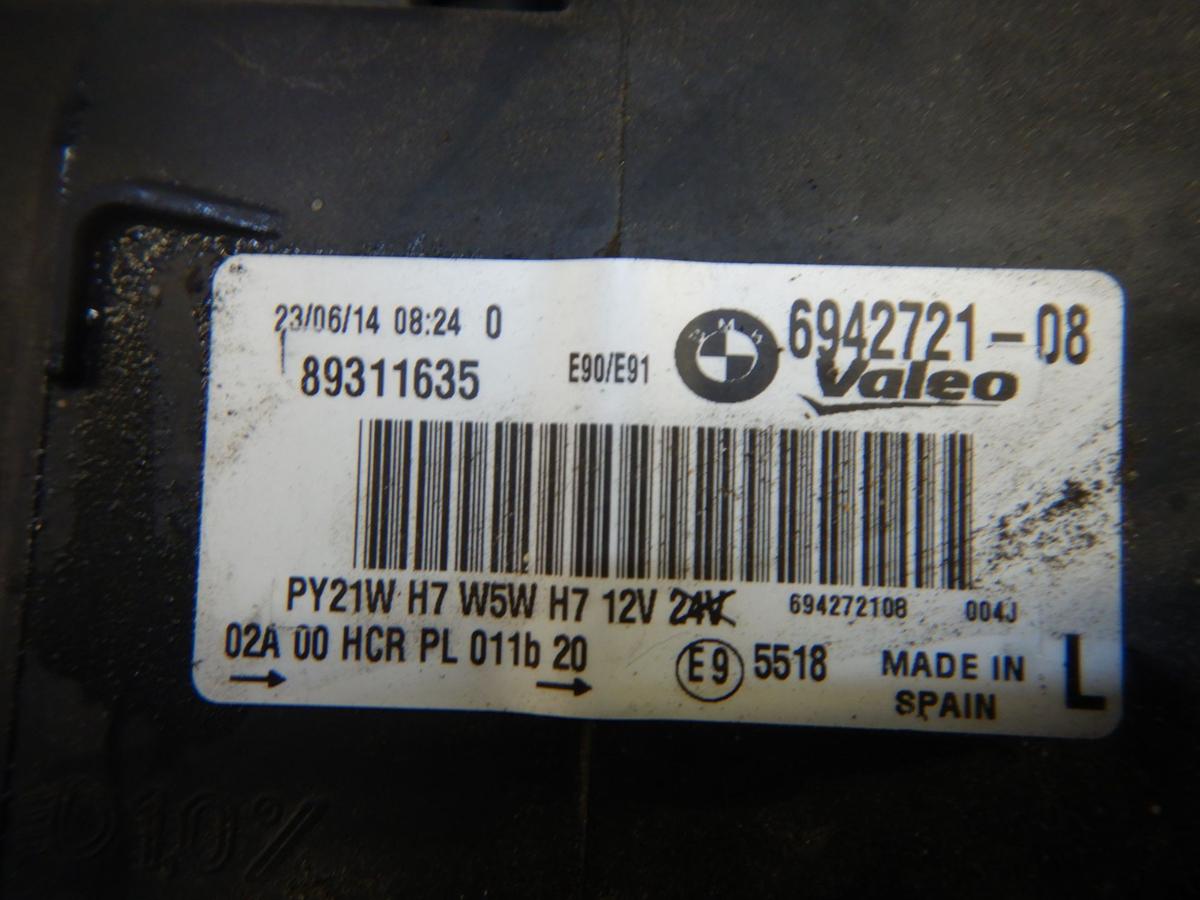 23/06/14 08:24 0
89311635
E90/E91
BMW
6942721-08
Valeo
PY21W H7 W5W H7 12V 24V
694272108
004J
02A 00 HCR PL 011b 20
E9 5518
MADE IN
SPAIN
L